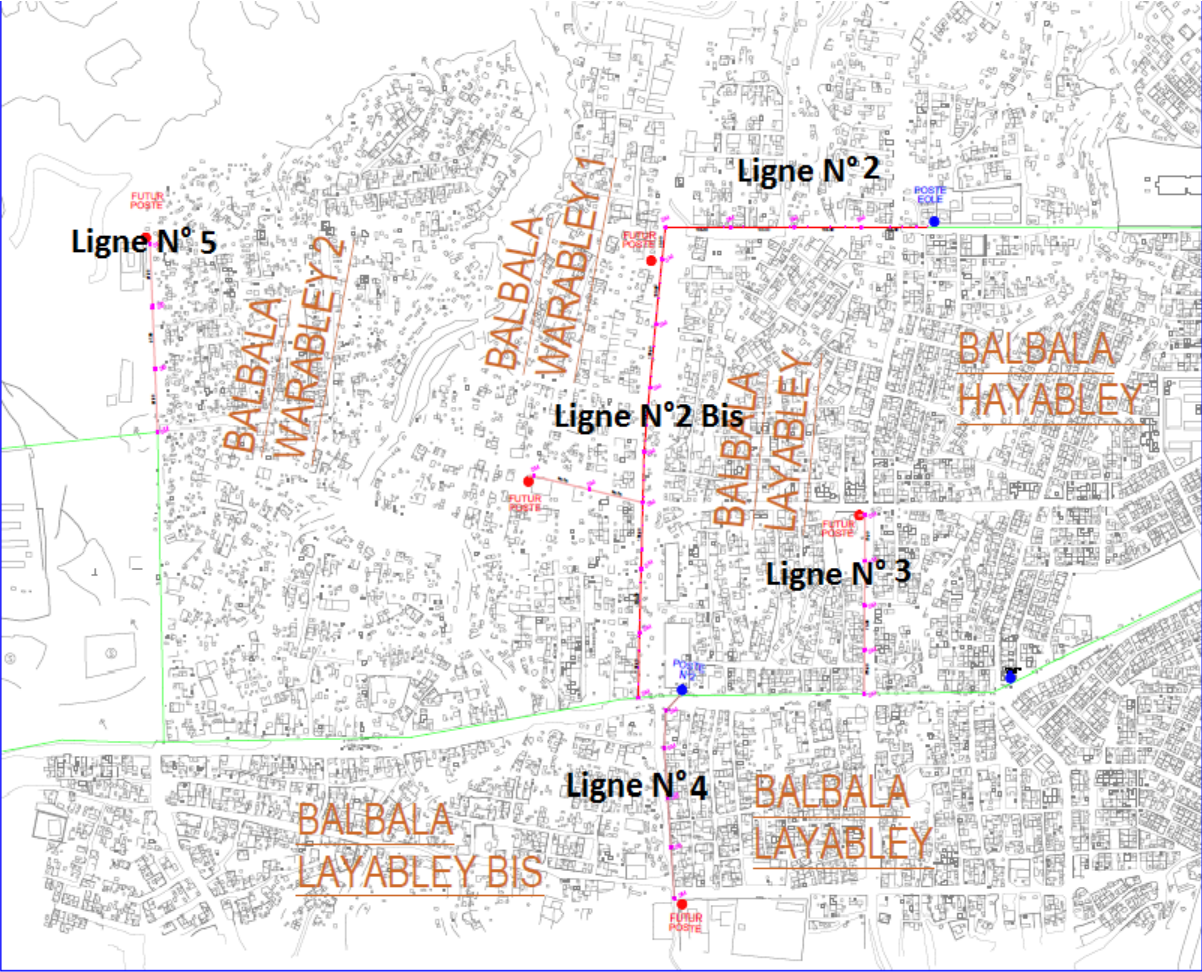 Ligne N° 2
POSTE
EOLE
FUTUR
POSTE
Ligne N° 5
FUTUR
POSTE
BALBALA
WARABLEY 1
BALBALA
WARABLEY 2
BALBALA
HAYABLEY
Ligne N°2 Bis
BALBALA
LAYABLEY
FUTUR
POSTE
FUTUR
POSTE
Ligne N° 3
POSTE
N°2
Ligne N° 4
BALBALA
LAYABLEY
BALBALA
LAYABLEY BIS
FUTUR
POSTE